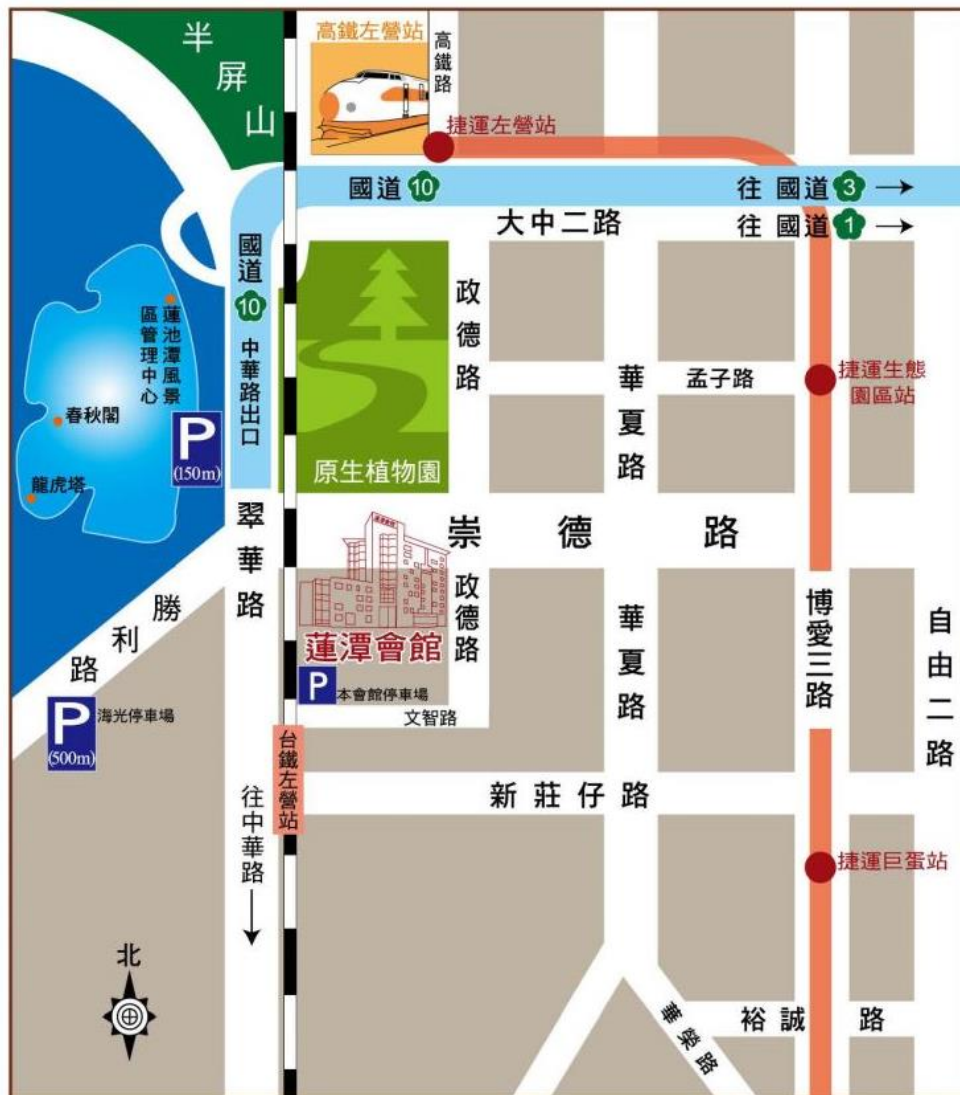 半屏山
高鐵左營站
高鐵路
捷運左營站
國道 10
往 國道 3 →
大中二路
往 國道 1 →
國道 10 中華路出口
政德路
蓮池潭風景
區管理中心
華夏路
孟子路
捷運生態
園區站
春秋閣
P
(150m)
龍虎塔
原生植物園
翠華路
蓮潭會館
崇德路
政德路
勝利路
華夏路
博愛三路
自由二路
蓮潭會館
P
本會館停車場
P
(500m)
海光停車場
文智路
台鐵左營站
新莊仔路
往中華路
捷運巨蛋站
北
華榮路
裕誠 路